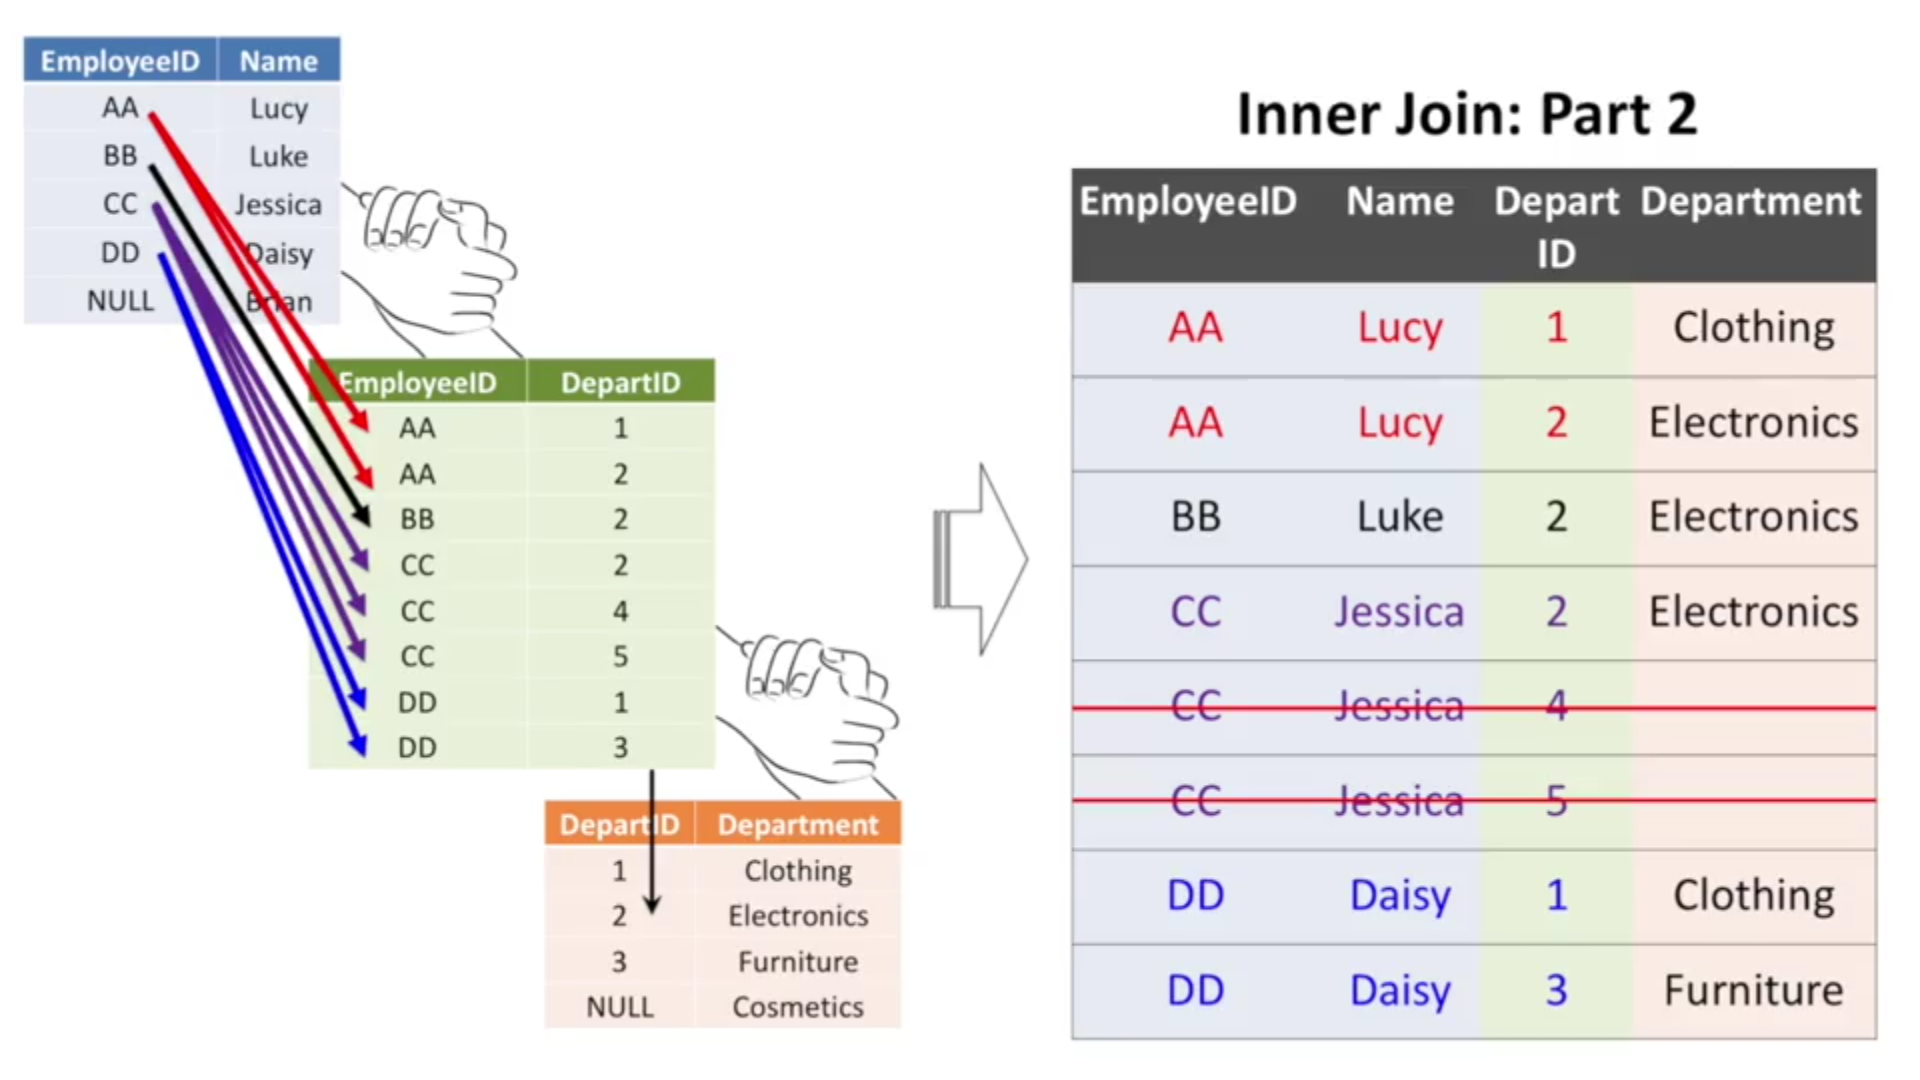 EmployeeID Name
AA Lucy
BB Luke
CC Jessica
DD Daisy
NULL Brian
EmployeeID DepartID
AA 1
AA 2
BB 2
CC 2
CC 4
CC 5
DD 1
DD 3
DepartID Department
1 Clothing
2 Electronics
3 Furniture
NULL Cosmetics
Inner Join: Part 2
EmployeeID Name Depart Department
ID
AA Lucy 1 Clothing
AA Lucy 2 Electronics
BB Luke 2 Electronics
CC Jessica 2 Electronics
CC Jessica 4
CC Jessica 5
DD Daisy 1 Clothing
DD Daisy 3 Furniture